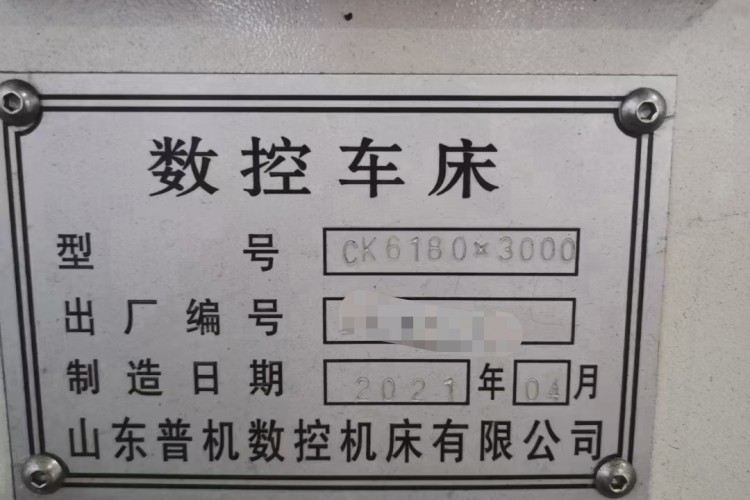 数控车床
型号 CK6180×3000
出厂编号
制造日期 2021年04月
山东普机数控机床有限公司